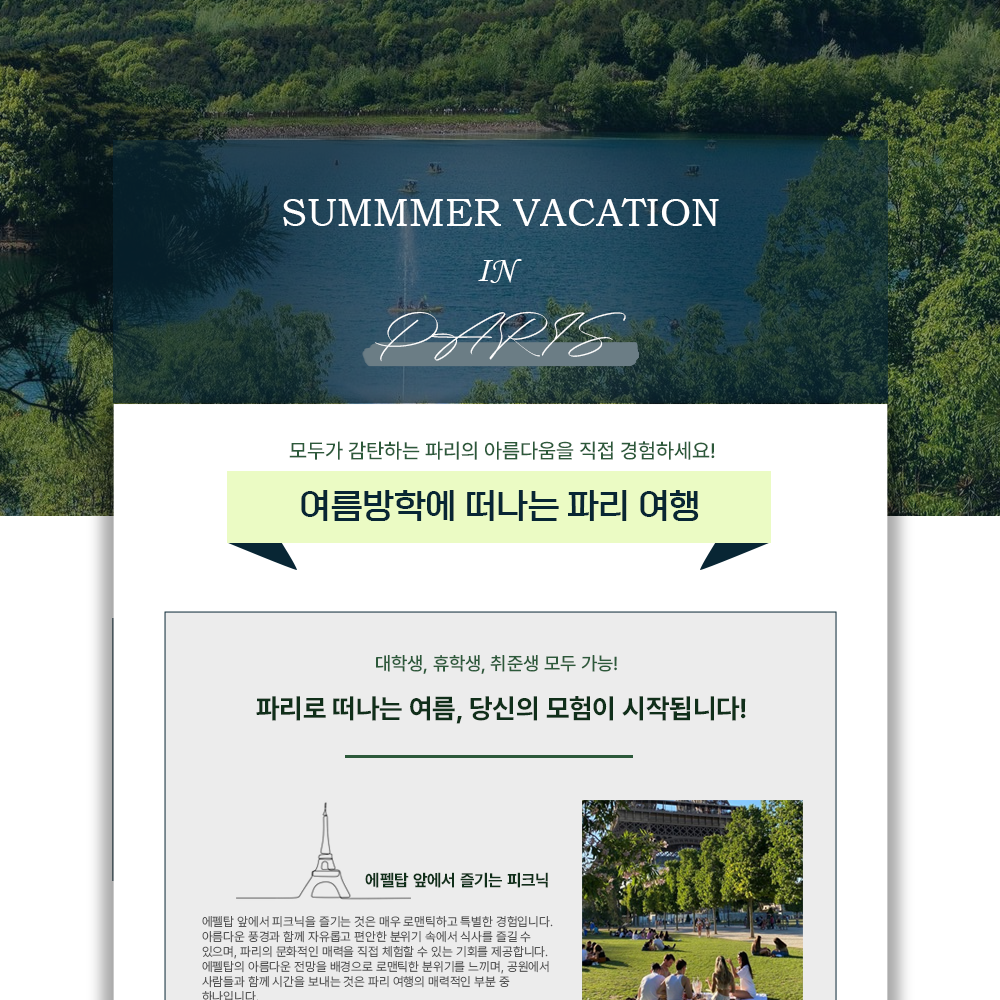 SUMMMER VACATION
IN
PARIS
모두가 감탄하는 파리의 아름다움을 직접 경험하세요!
여름방학에 떠나는 파리 여행
대학생, 휴학생, 취준생 모두 가능!
파리로 떠나는 여름, 당신의 모험이 시작됩니다!
에펠탑 앞에서 즐기는 피크닉
에펠탑 앞에서 피크닉을 즐기는 것은 매우 로맨틱하고 특별한 경험입니다.
아름다운 풍경과 함께 자유롭고 편안한 분위기 속에서 식사를 즐길 수
있으며, 파리의 문화적인 매력을 직접 체험할 수 있는 기회를 제공합니다.
에펠탑의 아름다운 전망을 배경으로 로맨틱한 분위기를 느끼며, 공원에서
사람들과 함께 시간을 보내는 것은 파리 여행의 매력적인 부분 중
하나입니다.